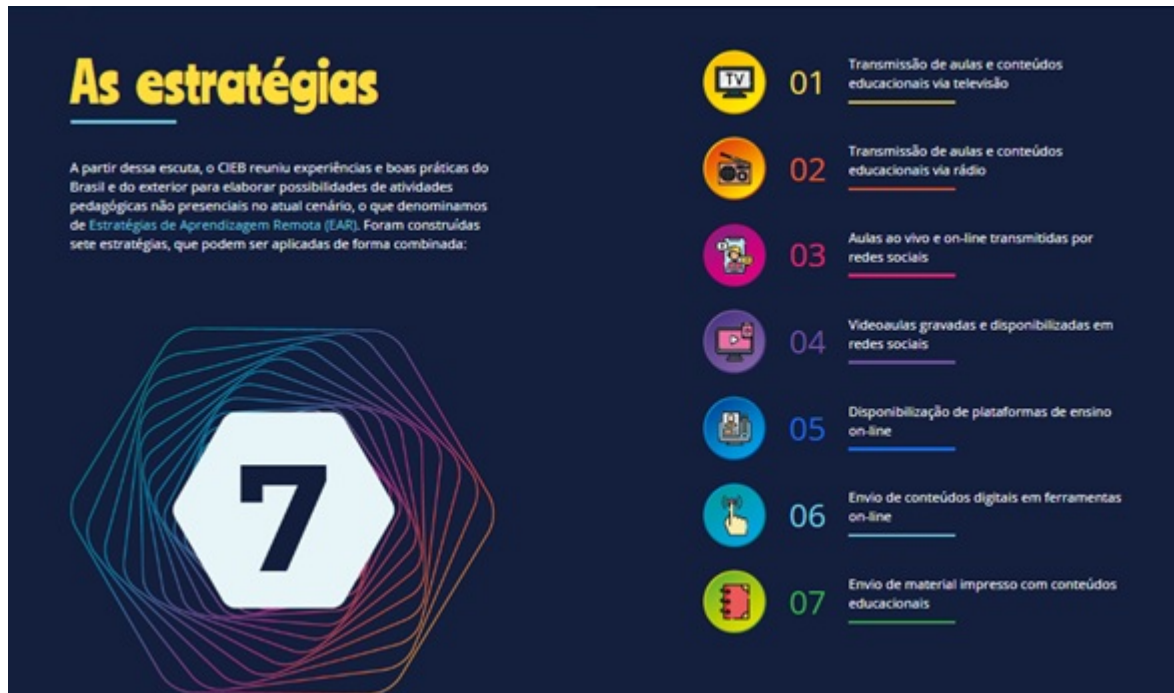 As estratégias
A partir dessa escuta, o CIEB reuniu experiências e boas práticas do
Brasil e do exterior para elaborar possibilidades de atividades
pedagógicas não presenciais no atual cenário, o que denominamos
de Estratégias de Aprendizagem Remota (EAR). Foram construídas
sete estratégias, que podem ser aplicadas de forma combinada:
7
TV
01
Transmissão de aulas e conteúdos
educacionais via televisão
02
Transmissão de aulas e conteúdos
educacionais via rádio
03
Aulas ao vivo e on-line transmitidas por
redes sociais
04
Videoaulas gravadas e disponibilizadas em
redes sociais
05
Disponibilização de plataformas de ensino
on-line
06
Envio de conteúdos digitais em ferramentas
on-line
07
Envio de material impresso com conteúdos
educacionais